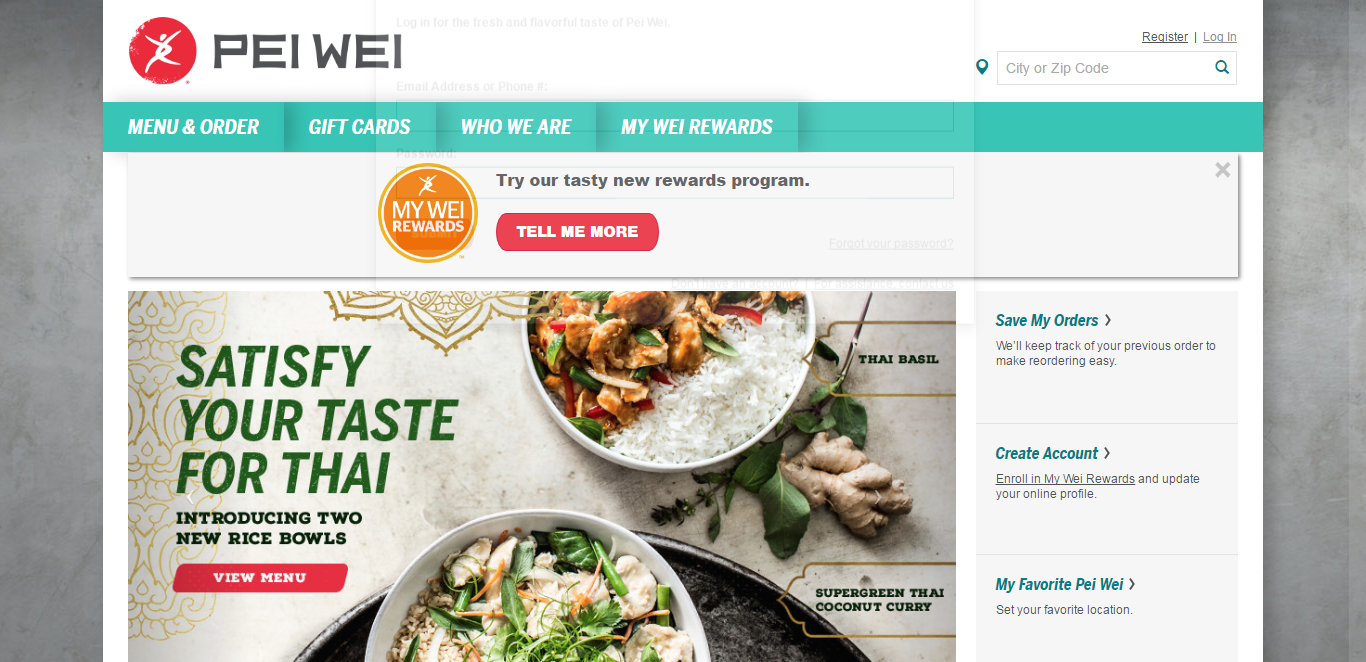 Log in for the fresh and flavorful taste of Pei Wei.
PEI WEI
Register | Log In
City or Zip Code
Email Address or Phone #:
MENU & ORDER
GIFT CARDS
WHO WE ARE
MY WEI REWARDS
Password:
Try our tasty new rewards program.
MY WEI
REWARDS
TELL ME MORE
Forgot your password?
Don't have an account? | For assistance, contact us
SATISFY
YOUR TASTE
FOR THAI
INTRODUCING TWO
NEW RICE BOWLS
VIEW MENU
THAI BASIL
SUPERGREEN THAI
COCONUT CURRY
Save My Orders
We'll keep track of your previous order to
make reordering easy.
Create Account
Enroll in My Wei Rewards and update
your online profile.
My Favorite Pei Wei
Set your favorite location.